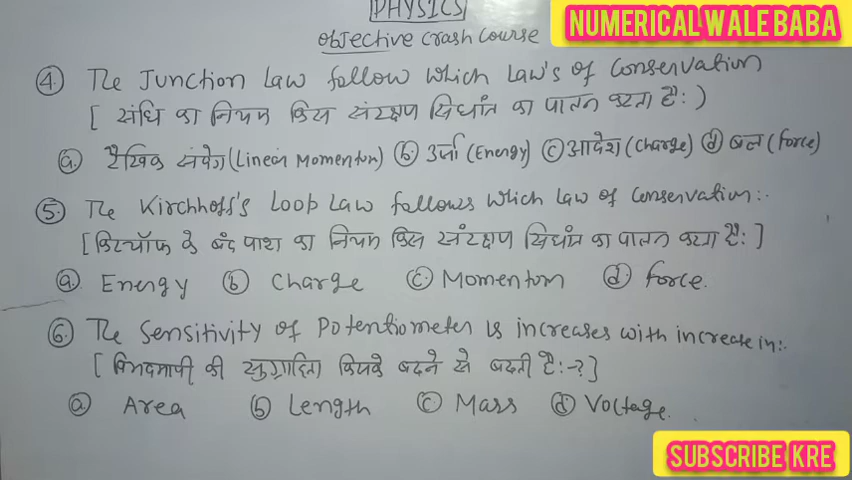 PHYSICS
NUMERICAL WALE BABA
Objective Crash Course
④ The Junction Law follow which Law's of Conservation
[ संधि का नियम किस संरक्षण सिधांत का पालन करता है: )
ⓐ रैखिक संवेग (Linear Momentum) ⓑ उर्जा (Energy) ⓒ आवेश (Charge) ⓓ बल (Force)
⑤ The Kirchhoff's Loop Law follows which Law of Conservation:.
[किरचॉफ के बंद पाश का नियम किस संरक्षण सिधांत का पालन करता है: ]
ⓐ Energy ⓑ Charge ⓒ Momentum ⓓ force.
⑥ The Sensitivity of Potentiometer is increases with increase in:.
[ विभवमापी की सुग्राहिता किसके बढ़ने से बढ़ती है:-? ]
ⓐ Area ⓑ Length ⓒ Mass ⓓ Voltage.
SUBSCRIBE KRE